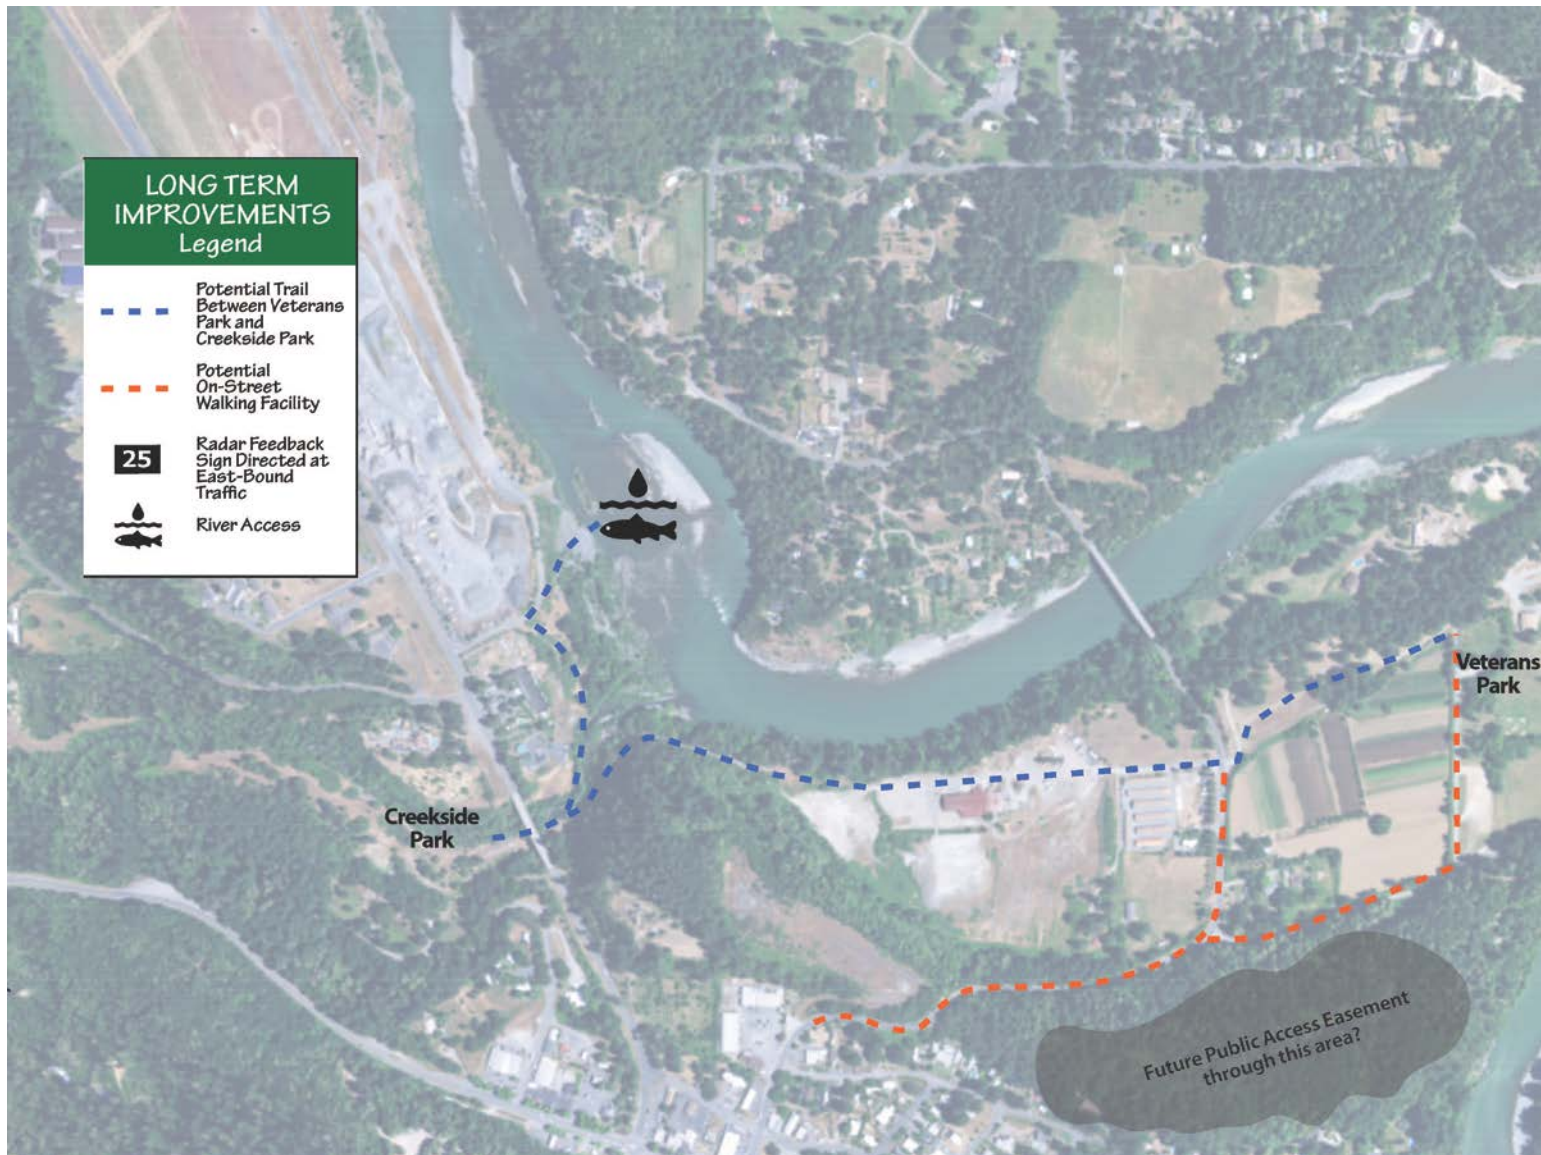 LONG TERM
IMPROVEMENTS
Legend
Potential Trail
Between Veterans
Park and
Creekside Park
Potential
On-Street
Walking Facility
25
Radar Feedback
Sign Directed at
East-Bound
Traffic
River Access
Veterans
Park
Creekside
Park
Future Public Access Easement
through this area?